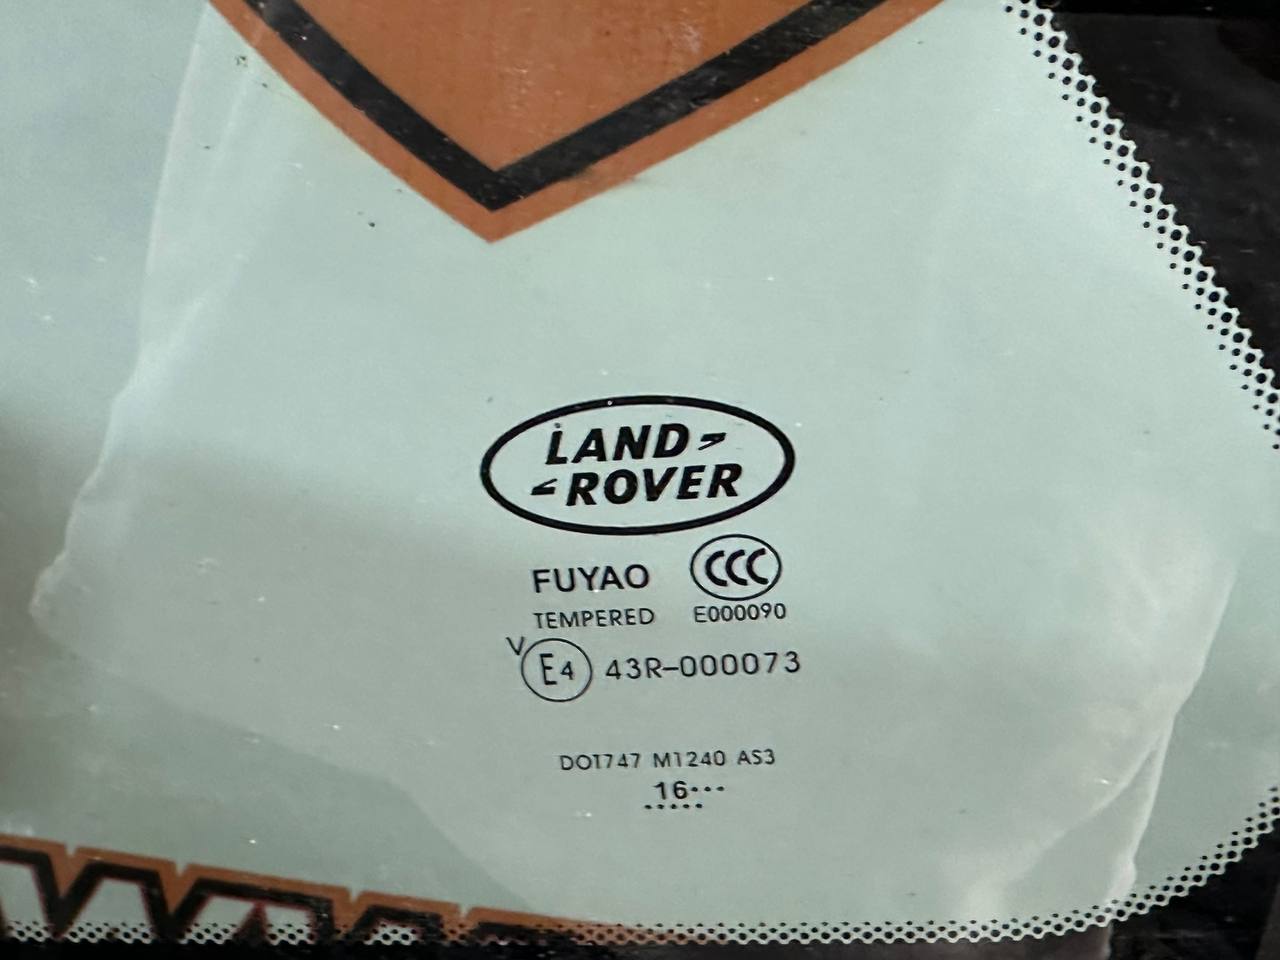 LAND
ROVER
FUYAO CCC
TEMPERED E000090
V
E4 43R-000073
DOT747 M1240 AS3
16•••
•••••